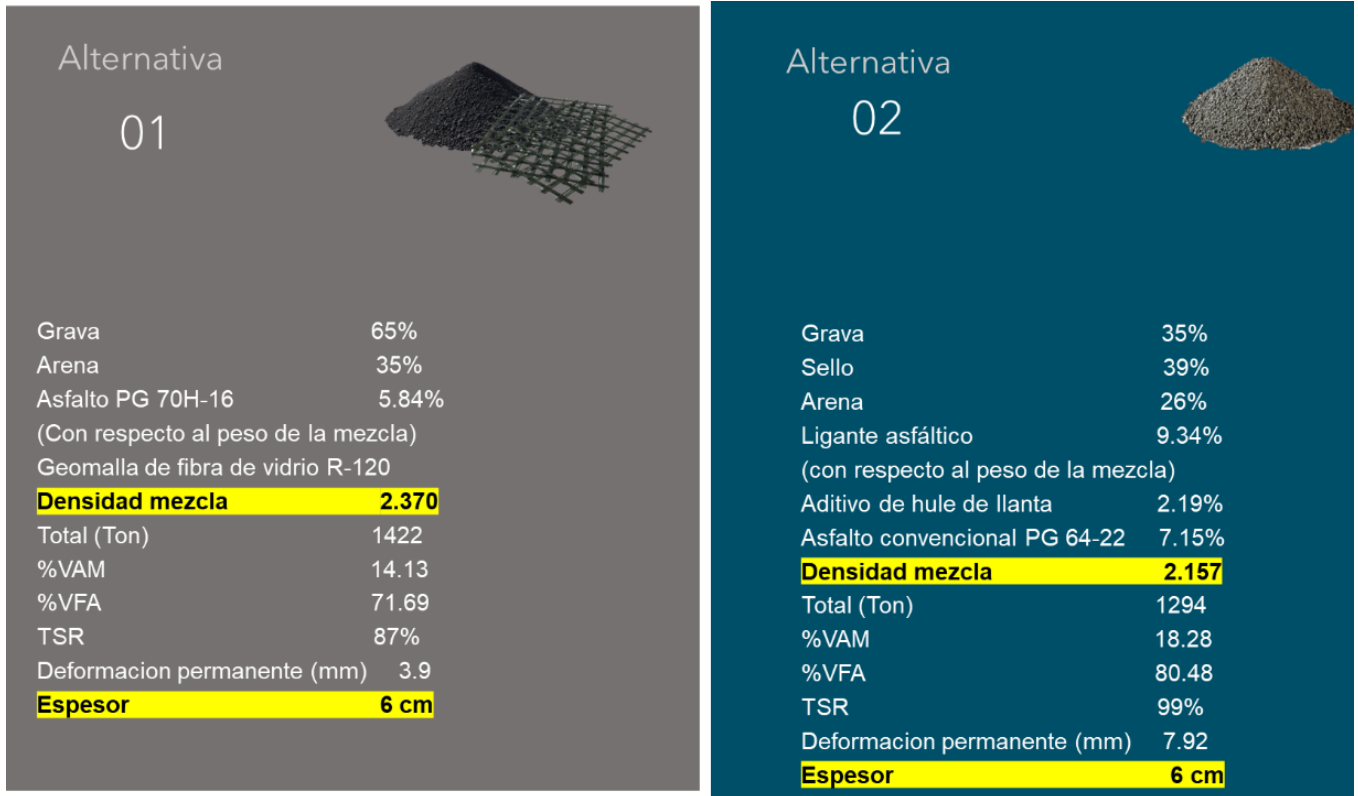 Alternativa
01
Grava 65%
Arena 35%
Asfalto PG 70H-16 5.84%
(Con respecto al peso de la mezcla)
Geomalla de fibra de vidrio R-120
Densidad mezcla 2.370
Total (Ton) 1422
%VAM 14.13
%VFA 71.69
TSR 87%
Deformacion permanente (mm) 3.9
Espesor 6 cm
Alternativa
02
Grava 35%
Sello 39%
Arena 26%
Ligante asfáltico 9.34%
(con respecto al peso de la mezcla)
Aditivo de hule de llanta 2.19%
Asfalto convencional PG 64-22 7.15%
Densidad mezcla 2.157
Total (Ton) 1294
%VAM 18.28
%VFA 80.48
TSR 99%
Deformacion permanente (mm) 7.92
Espesor 6 cm